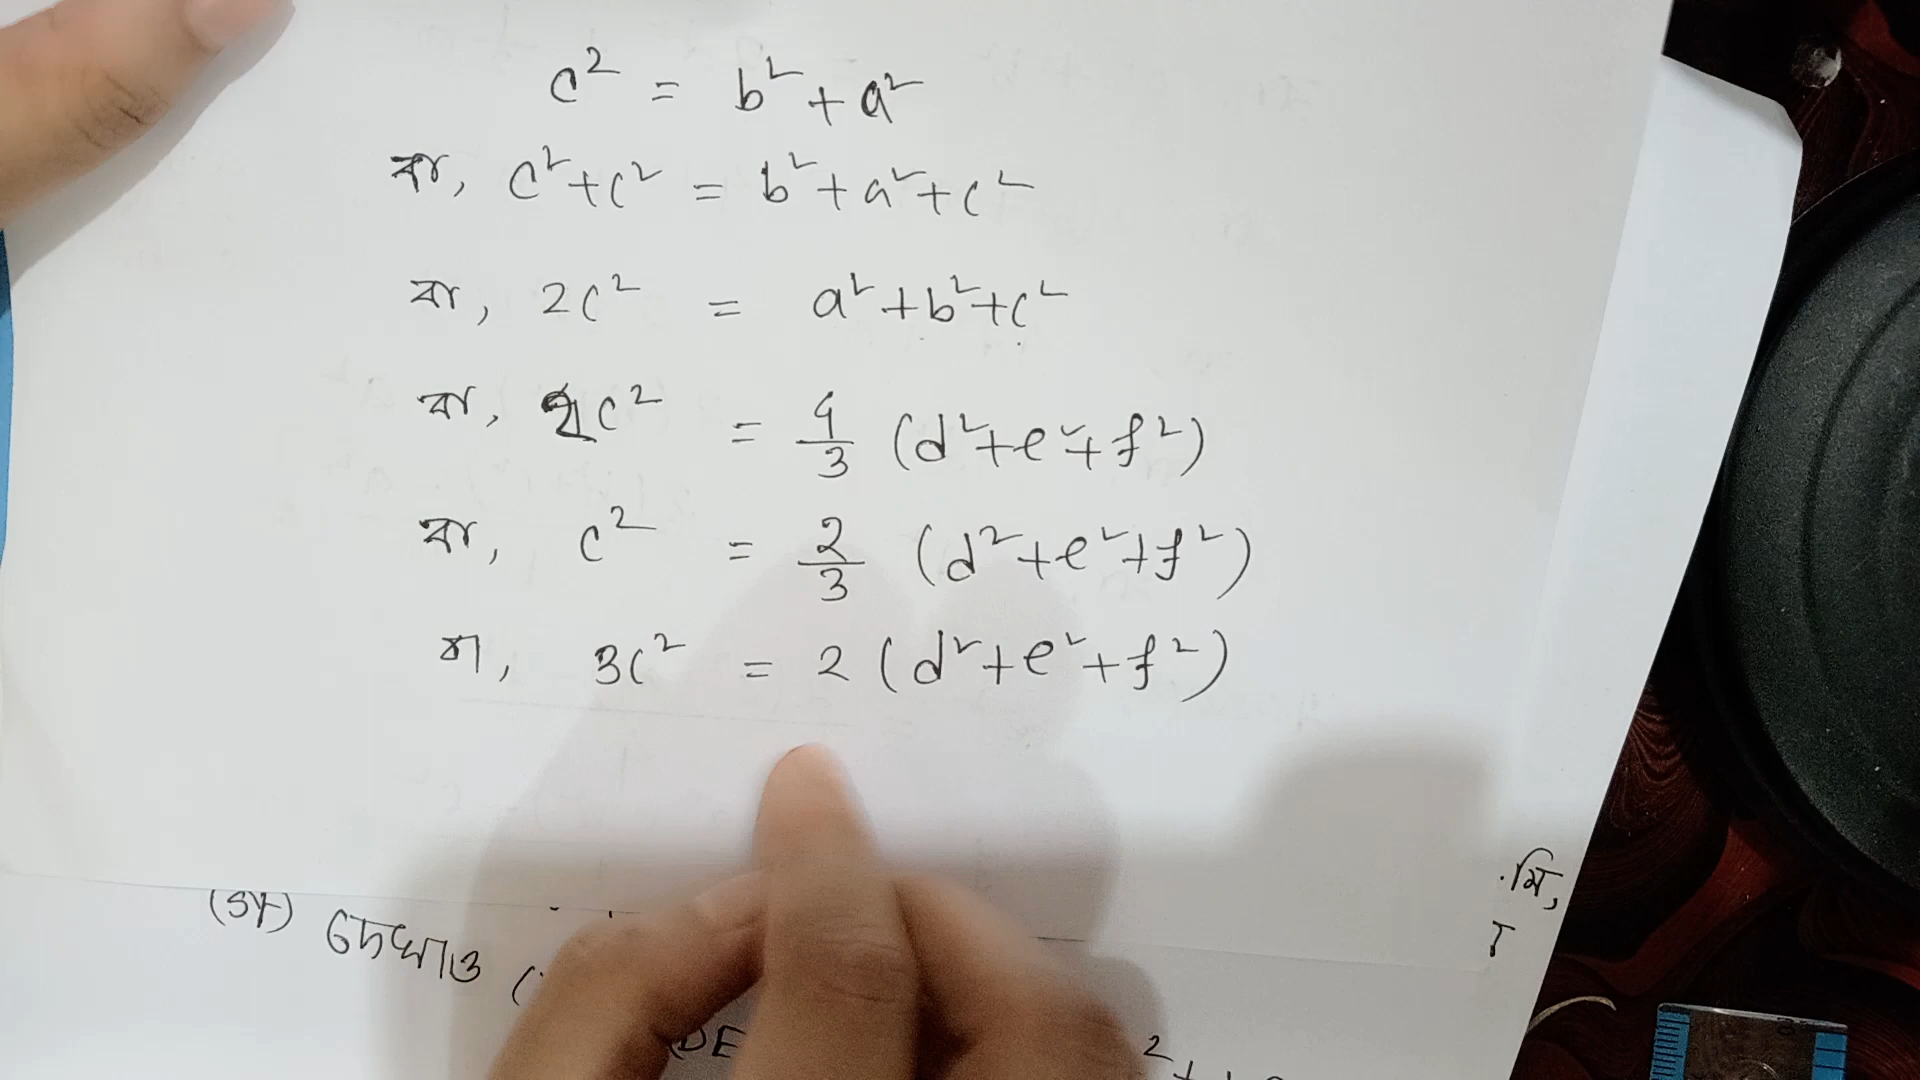 c² = b² + a²
বা, c² + c² = b² + a² + c²
বা, 2c² = a² + b² + c²
বা, 2c² = 4/3 (d² + e² + f²)
বা, c² = 2/3 (d² + e² + f²)
বা, 3c² = 2 (d² + e² + f²)
দেখাও
DE